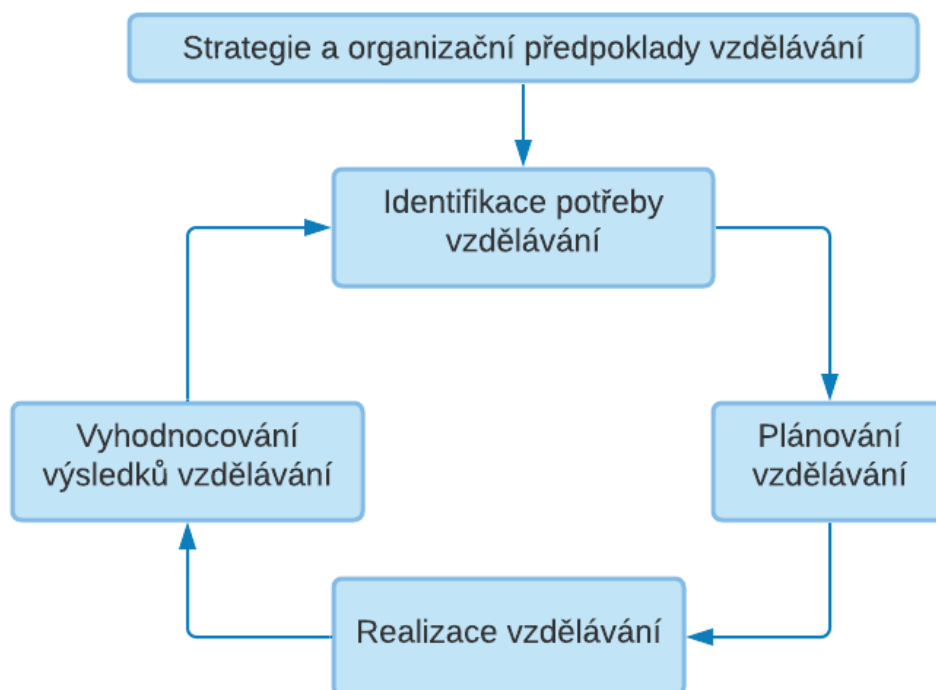 Strategie a organizační předpoklady vzdělávání
Identifikace potřeby
vzdělávání
Vyhodnocování
výsledků vzdělávání
Plánování
vzdělávání
Realizace vzdělávání